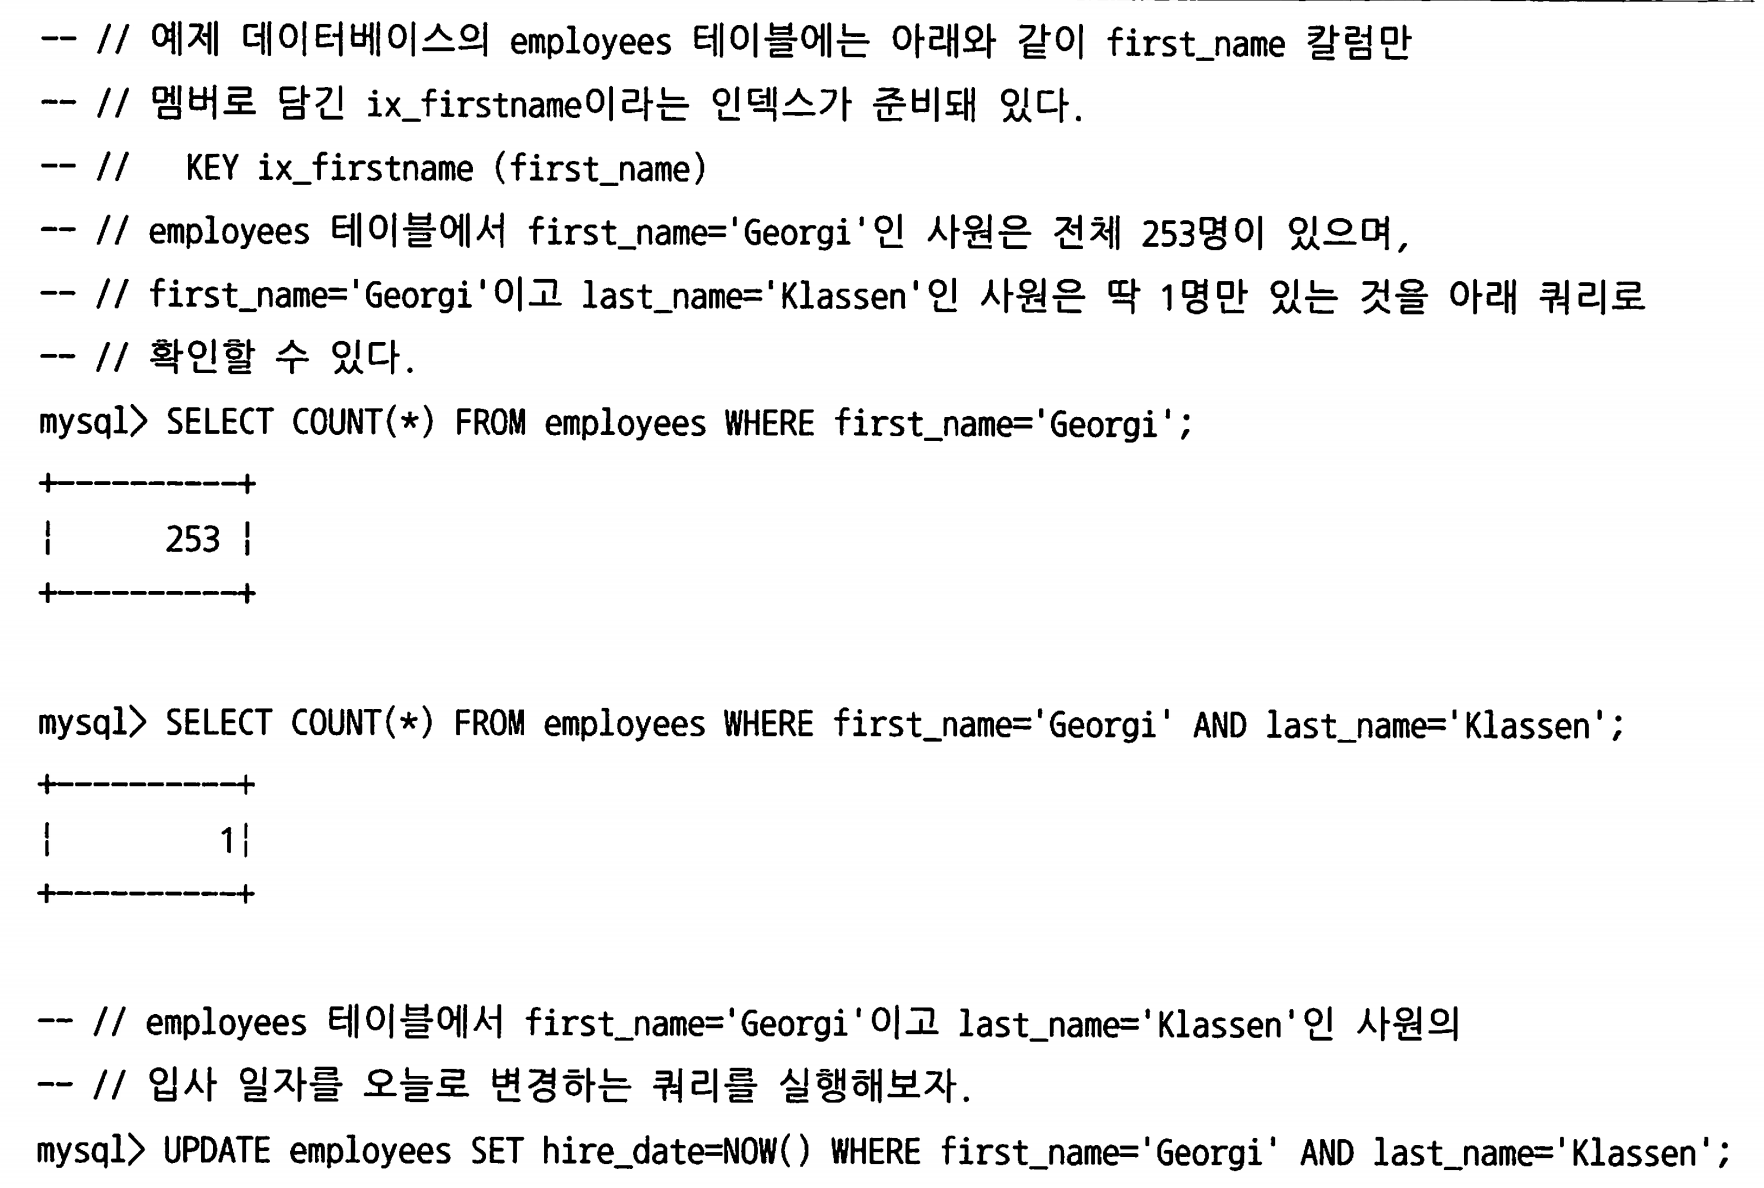 -- // 예제 데이터베이스의 employees 테이블에는 아래와 같이 first_name 칼럼만
-- // 멤버로 담긴 ix_firstname이라는 인덱스가 준비돼 있다.
-- //   KEY ix_firstname (first_name)
-- // employees 테이블에서 first_name='Georgi'인 사원은 전체 253명이 있으며,
-- // first_name='Georgi'이고 last_name='Klassen'인 사원은 딱 1명만 있는 것을 아래 쿼리로
-- // 확인할 수 있다.
mysql> SELECT COUNT(*) FROM employees WHERE first_name='Georgi';
+----------+
|      253 |
+----------+
mysql> SELECT COUNT(*) FROM employees WHERE first_name='Georgi' AND last_name='Klassen';
+----------+
|         1|
+----------+
-- // employees 테이블에서 first_name='Georgi'이고 last_name='Klassen'인 사원의
-- // 입사 일자를 오늘로 변경하는 쿼리를 실행해보자.
mysql> UPDATE employees SET hire_date=NOW() WHERE first_name='Georgi' AND last_name='Klassen';